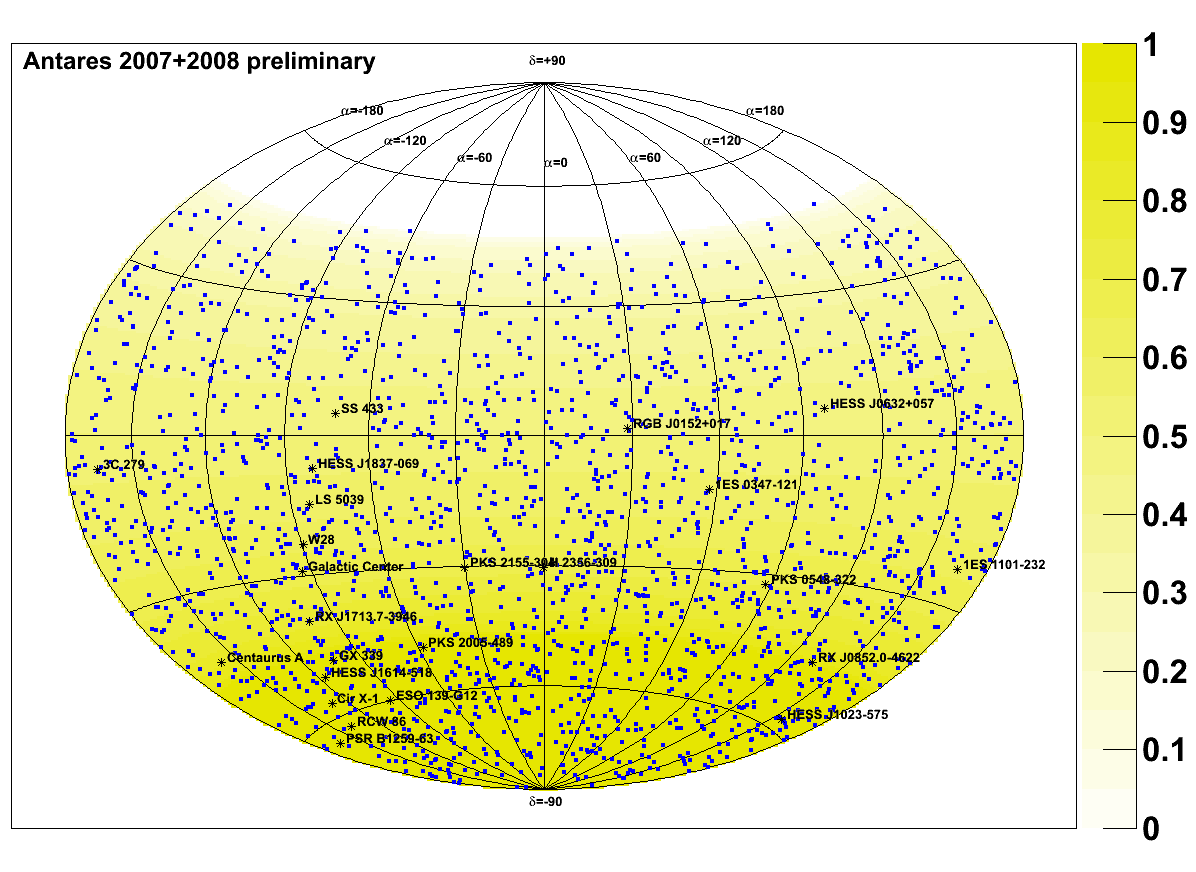 Antares 2007+2008 preliminary
δ=+90
α=-180
α=180
α=-120
α=120
α=-60
α=0
α=60
SS 433
HESS J0632+057
RGB J0152+017
3C 279
HESS J1837-069
1ES 0347-121
LS 5039
W28
Galactic Center
PKS 2155-304
H 2356-309
PKS 0548-322
1ES 1101-232
RX J1713.7-3946
PKS 2005-489
Centaurus A
GX 339
RX J0852.0-4622
HESS J1614-518
Cir X-1
ESO 139-G12
HESS J1023-575
RCW 86
PSR B1259-63
δ=-90
1
0.9
0.8
0.7
0.6
0.5
0.4
0.3
0.2
0.1
0